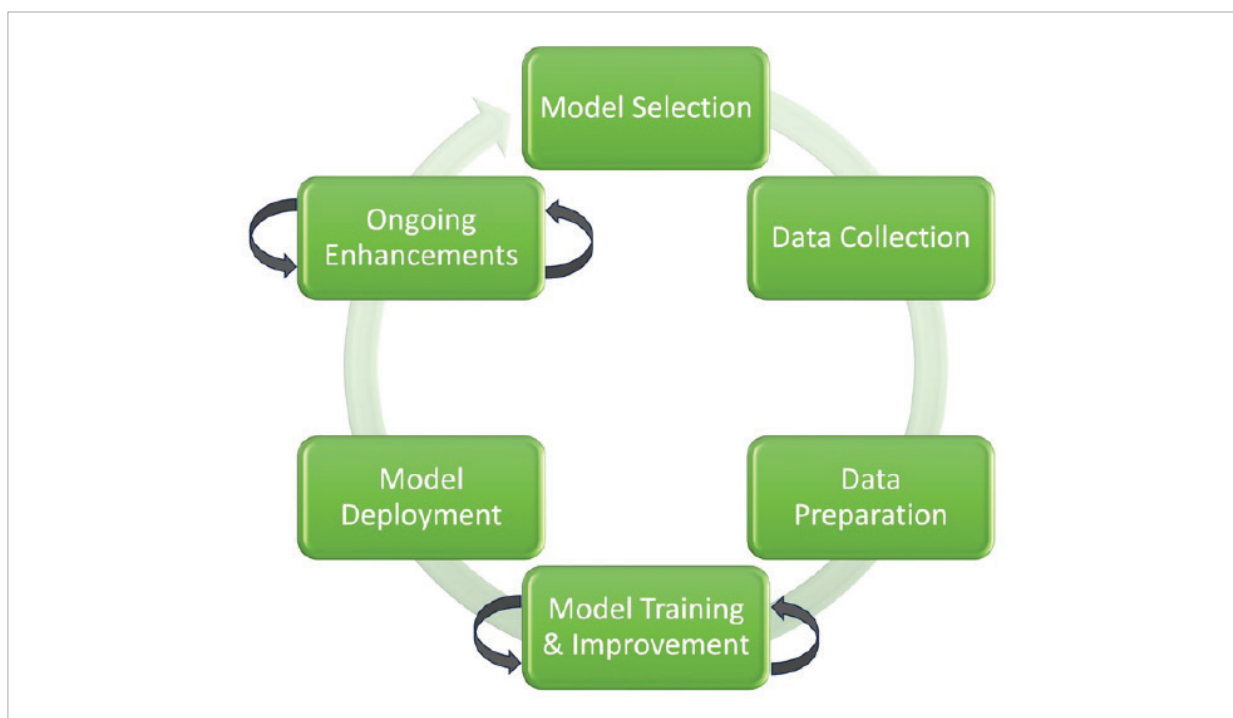 Model Selection
Data Collection
Data
Preparation
Model Training
& Improvement
Model
Deployment
Ongoing
Enhancements